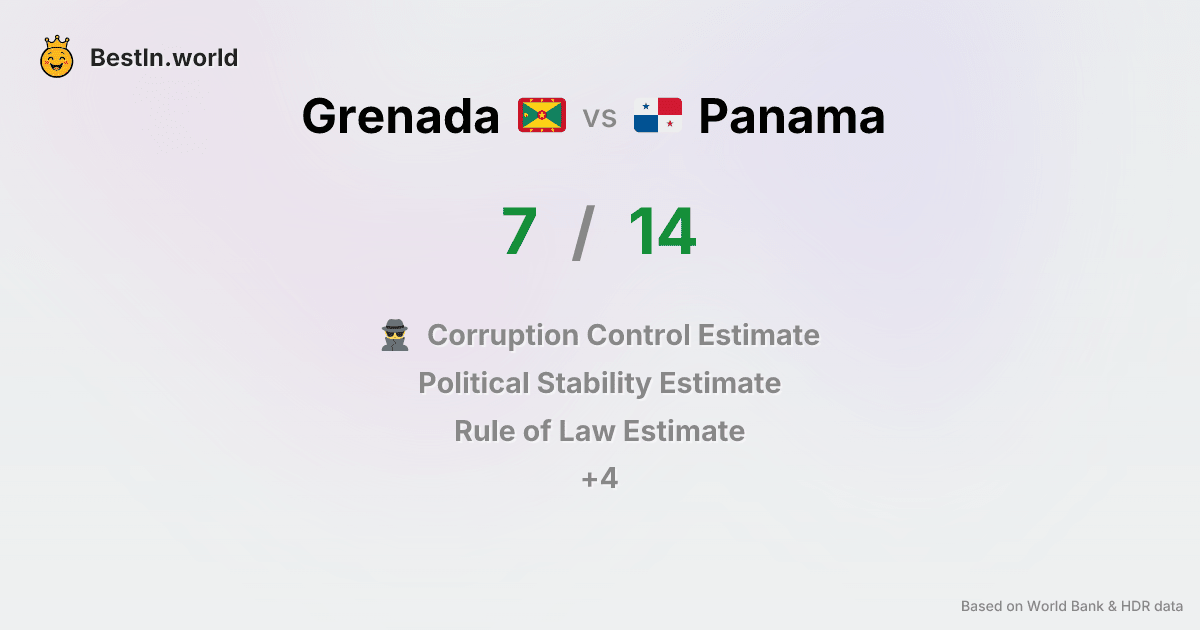 BestIn.world
Grenada vs Panama
7 / 14
Corruption Control Estimate
Political Stability Estimate
Rule of Law Estimate
+4
Based on World Bank & HDR data